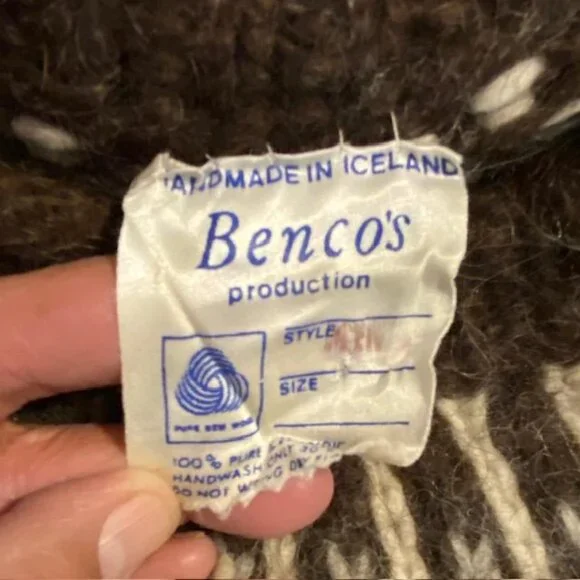 HANDMADE IN ICELAND
Benco's
production
STYLE
SIZE
PURE NEW WOOL
100% PURE
HANDWASH ONLY
DO NOT